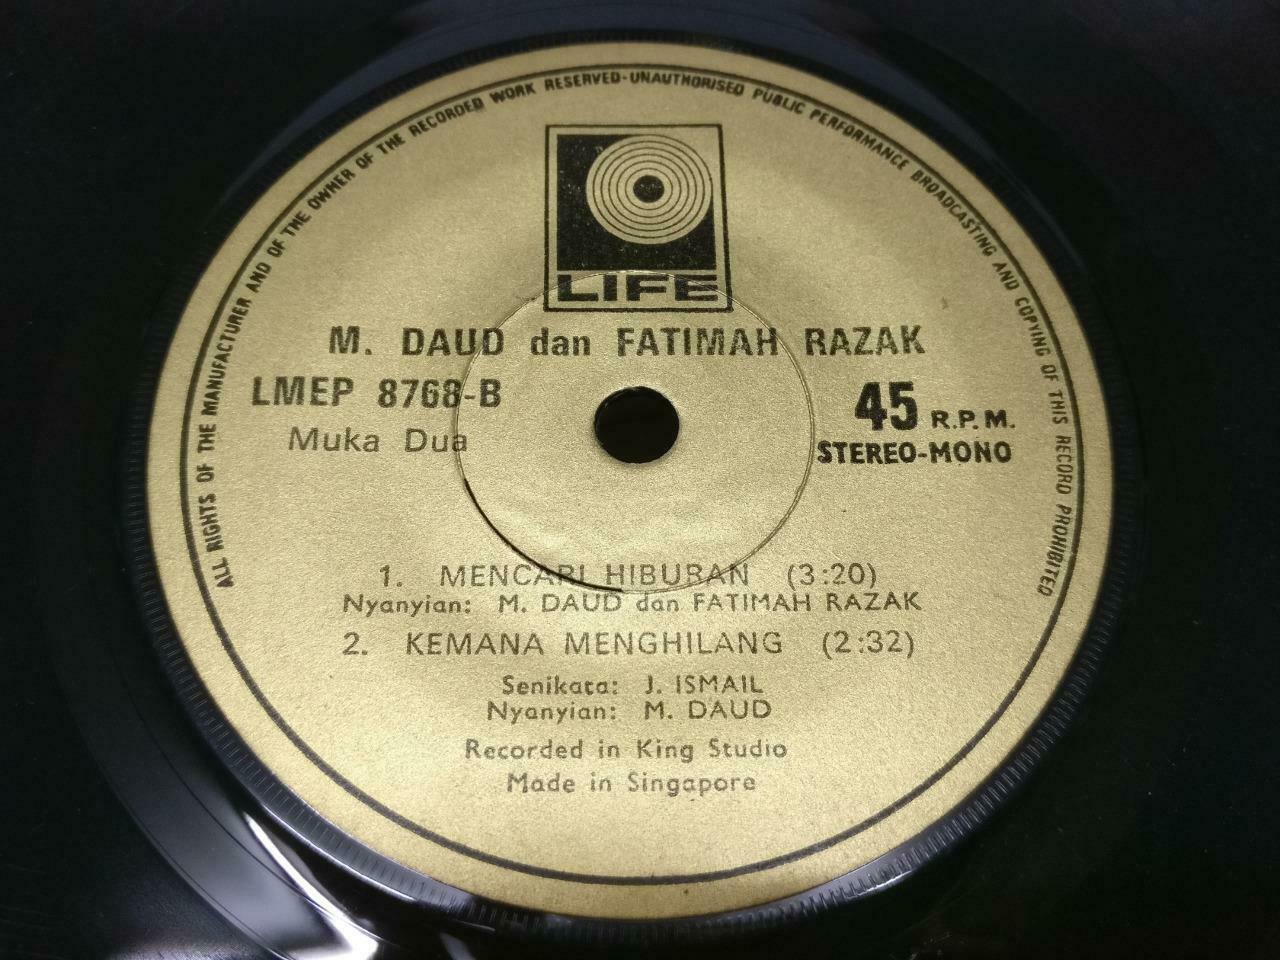 ALL RIGHTS OF THE MANUFACTURER AND OF THE OWNER OF THE RECORDED WORK RESERVED-UNAUTHORISED PUBLIC PERFORMANCE BROADCASTING AND COPYING OF THIS RECORD PROHIBITED
LIFE
M. DAUD dan FATIMAH RAZAK
LMEP 8768-B
45 R.P.M.
Muka Dua
STEREO-MONO
1. MENCARI HIBURAN (3:20)
Nyanyian: M. DAUD dan FATIMAH RAZAK
2. KEMANA MENGHILANG (2:32)
Senikata: J. ISMAIL
Nyanyian: M. DAUD
Recorded in King Studio
Made in Singapore